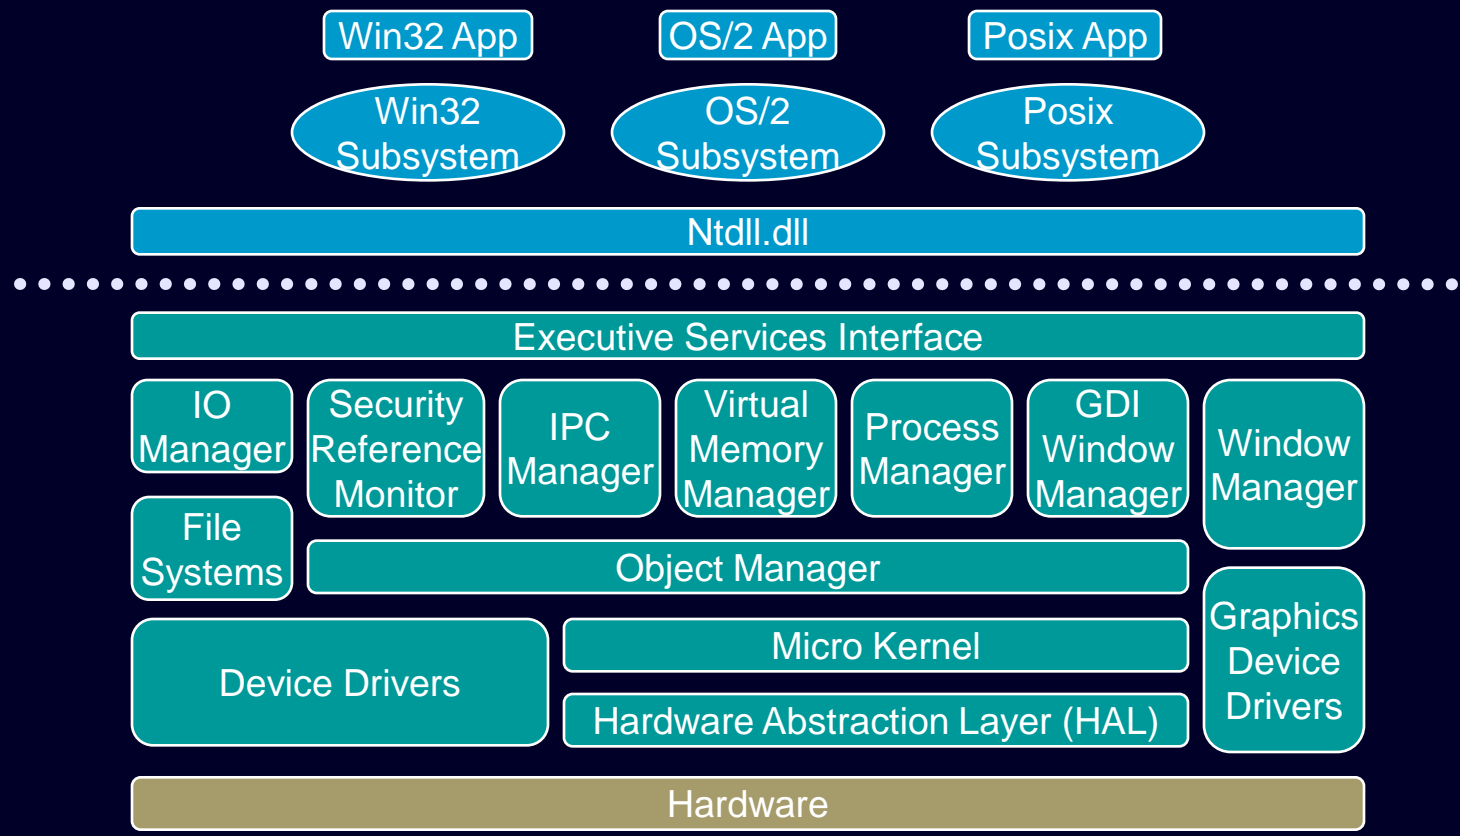 Win32 App
OS/2 App
Posix App
Win32
Subsystem
OS/2
Subsystem
Posix
Subsystem
Ntdll.dll
Executive Services Interface
IO
Manager
Security
Reference
Monitor
IPC
Manager
Virtual
Memory
Manager
Process
Manager
GDI
Window
Manager
Window
Manager
File
Systems
Object Manager
Graphics
Device
Drivers
Device Drivers
Micro Kernel
Hardware Abstraction Layer (HAL)
Hardware